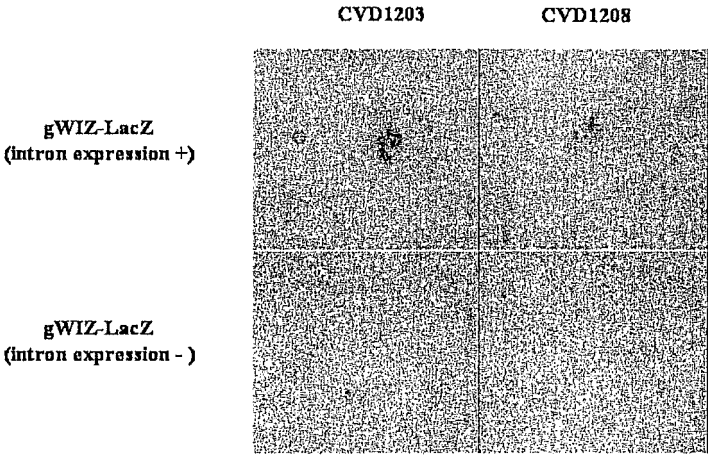 CVD1203 CVD1208
gWIZ-LacZ
(intron expression +)
gWIZ-LacZ
(intron expression - )